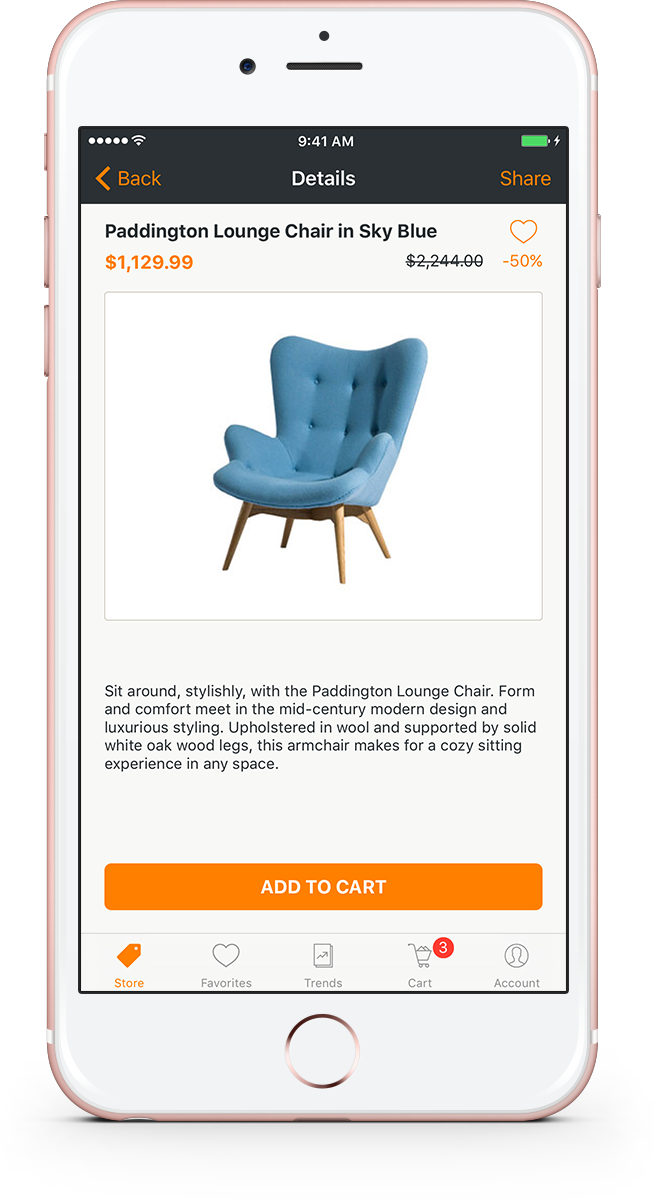 9:41 AM
Back Details Share
Paddington Lounge Chair in Sky Blue
$1,129.99 $2,244.00 -50%
Sit around, stylishly, with the Paddington Lounge Chair. Form
and comfort meet in the mid-century modern design and
luxurious styling. Upholstered in wool and supported by solid
white oak wood legs, this armchair makes for a cozy sitting
experience in any space.
ADD TO CART
3
Store Favorites Trends Cart Account